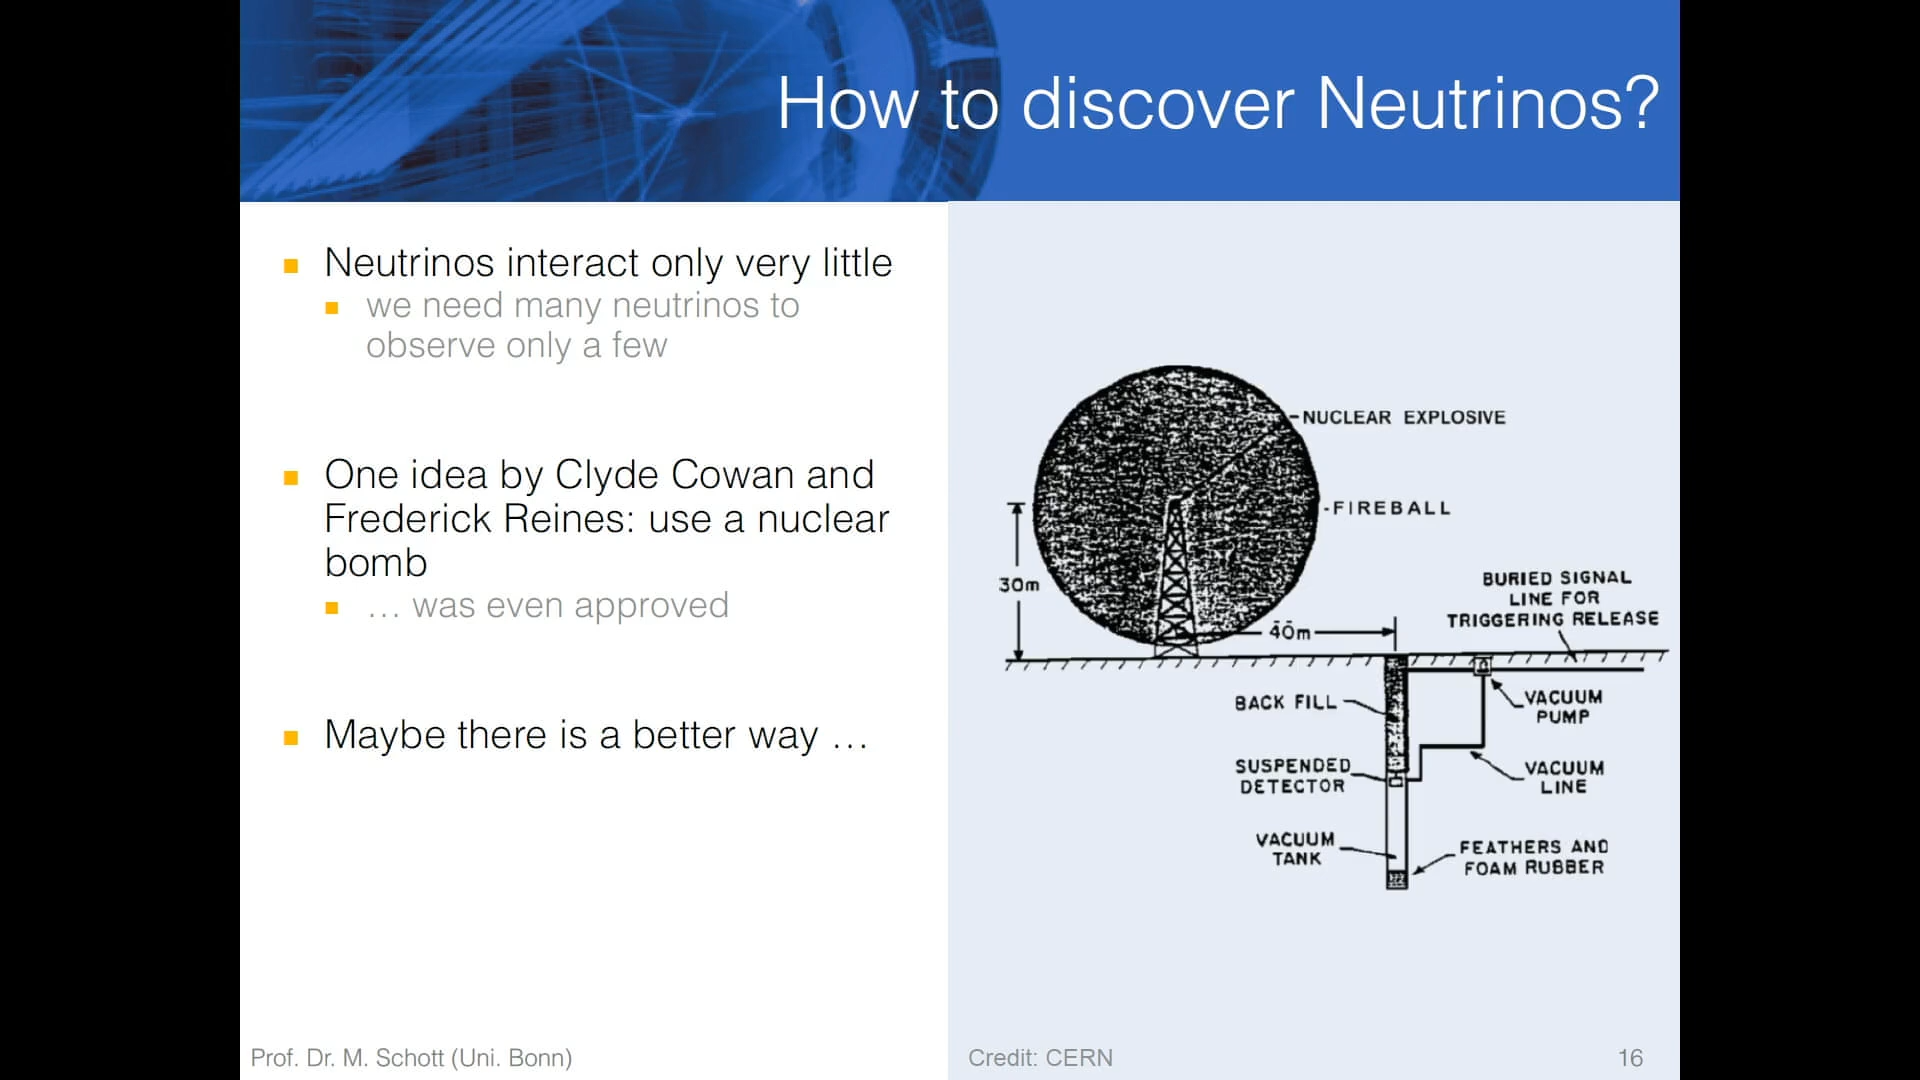 How to discover Neutrinos?
Neutrinos interact only very little
we need many neutrinos to
observe only a few
One idea by Clyde Cowan and
Frederick Reines: use a nuclear
bomb
… was even approved
Maybe there is a better way …
NUCLEAR EXPLOSIVE
FIREBALL
30m
40m
BURIED SIGNAL
LINE FOR
TRIGGERING RELEASE
BACK FILL
VACUUM
PUMP
SUSPENDED
DETECTOR
VACUUM
LINE
VACUUM
TANK
FEATHERS AND
FOAM RUBBER
Prof. Dr. M. Schott (Uni. Bonn)
Credit: CERN
16